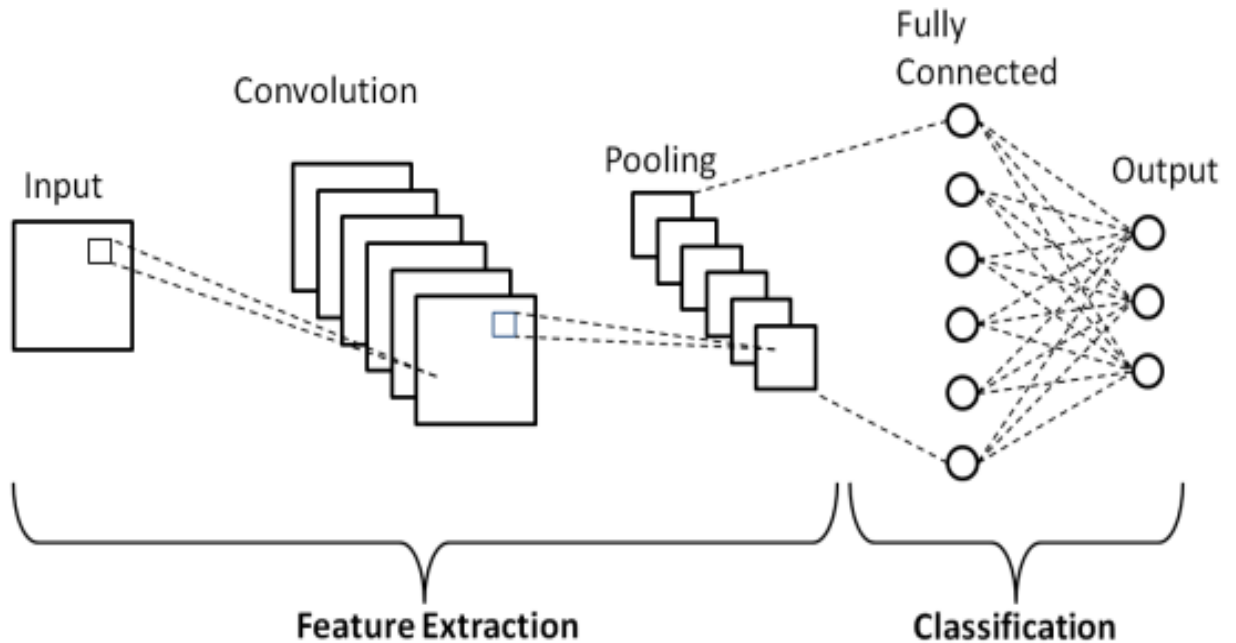 Input
Convolution
Pooling
Fully
Connected
Output
Feature Extraction
Classification